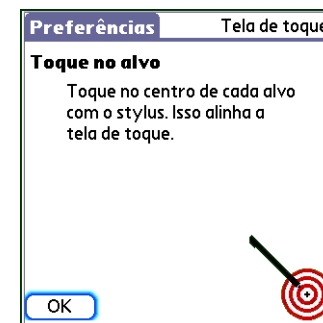 Preferências Tela de toque
Toque no alvo
Toque no centro de cada alvo
com o stylus. Isso alinha a
tela de toque.
OK